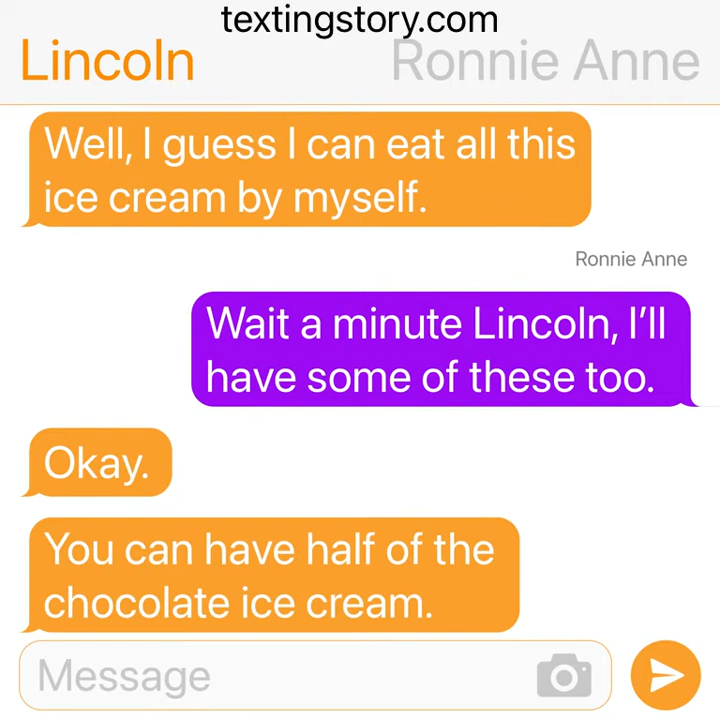 textingstory.com
Lincoln
Ronnie Anne
Well, I guess I can eat all this
ice cream by myself.
Ronnie Anne
Wait a minute Lincoln, I’ll
have some of these too.
Okay.
You can have half of the
chocolate ice cream.
Message